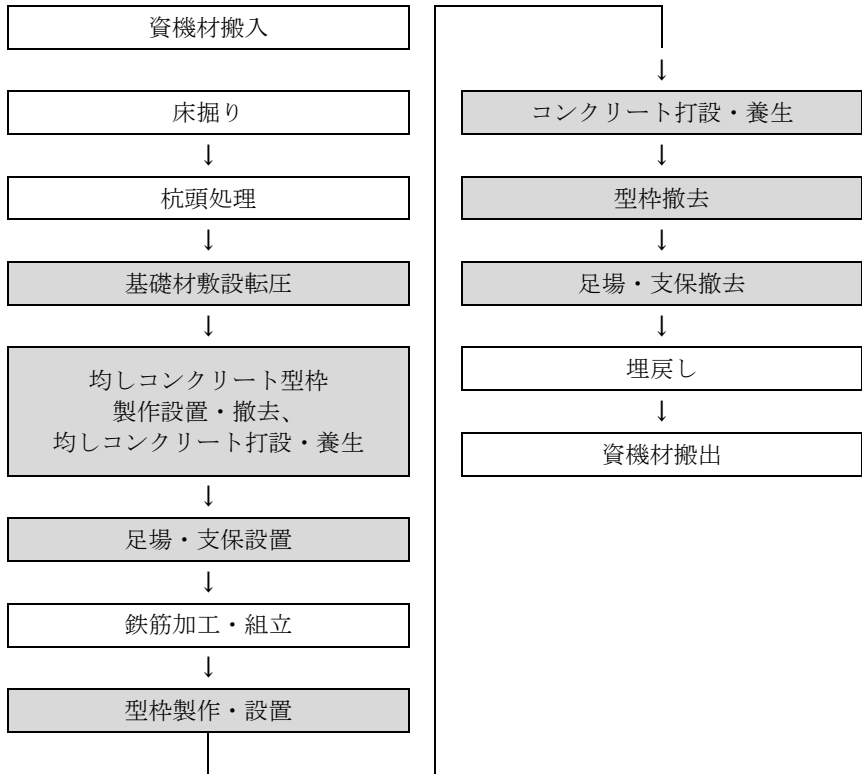 資機材搬入
床掘り
↓
杭頭処理
↓
基礎材敷設転圧
↓
均しコンクリート型枠
製作設置・撤去、
均しコンクリート打設・養生
↓
足場・支保設置
↓
鉄筋加工・組立
↓
型枠製作・設置
↓
コンクリート打設・養生
↓
型枠撤去
↓
足場・支保撤去
↓
埋戻し
↓
資機材搬出